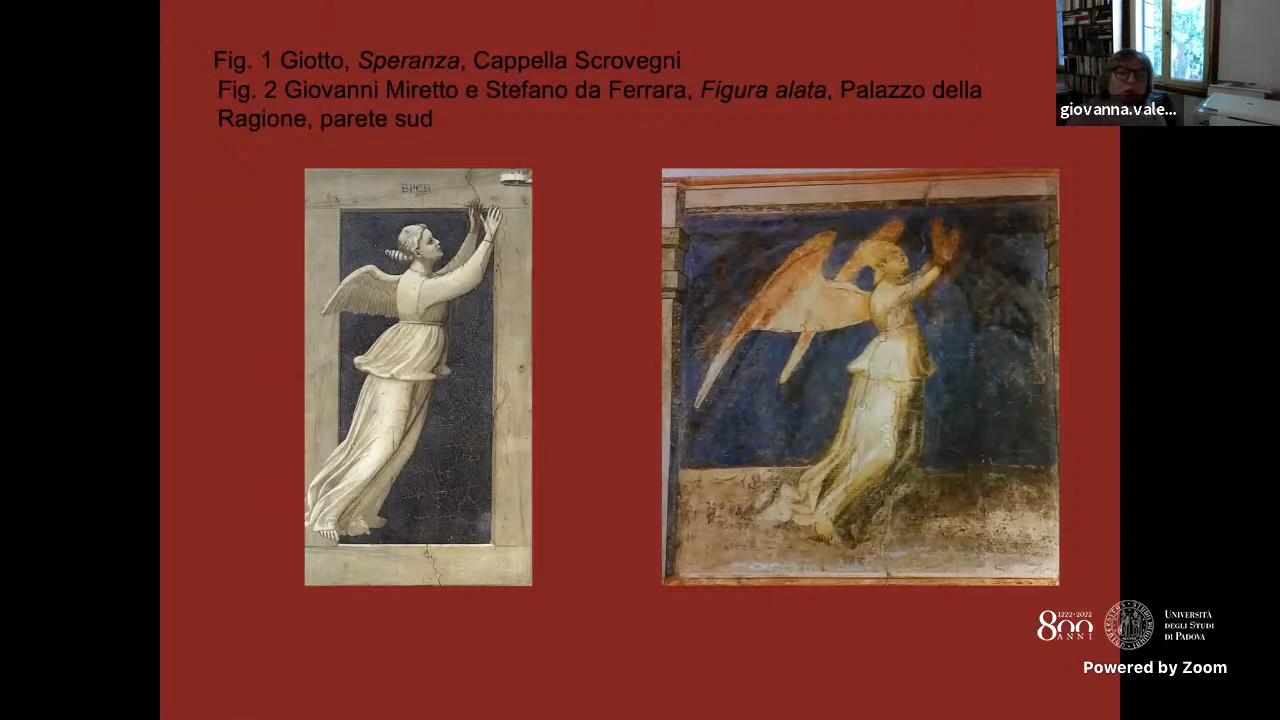 Fig. 1 Giotto, Speranza, Cappella Scrovegni
Fig. 2 Giovanni Miretto e Stefano da Ferrara, Figura alata, Palazzo della
Ragione, parete sud
giovanna.vale...
SPES
1222·2022
800
ANNI
UNIVERSITÀ
DEGLI STUDI
DI PADOVA
Powered by Zoom